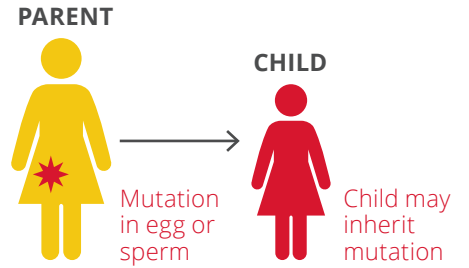 PARENT
CHILD
Mutation
in egg or
sperm
Child may
inherit
mutation